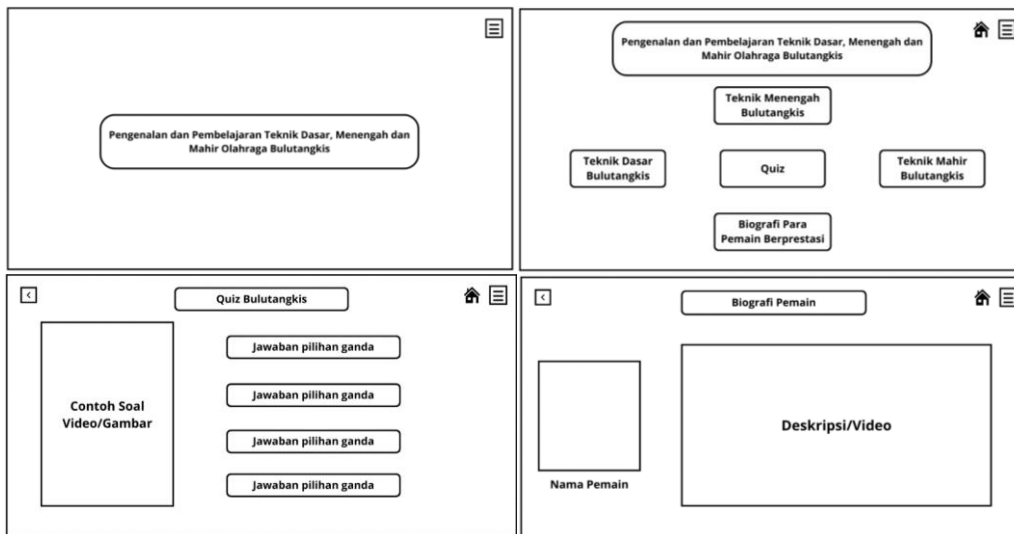 Pengenalan dan Pembelajaran Teknik Dasar, Menengah dan
Mahir Olahraga Bulutangkis
Pengenalan dan Pembelajaran Teknik Dasar, Menengah dan
Mahir Olahraga Bulutangkis
Teknik Menengah
Bulutangkis
Teknik Dasar
Bulutangkis
Quiz
Teknik Mahir
Bulutangkis
Biografi Para
Pemain Berprestasi
Quiz Bulutangkis
Contoh Soal
Video/Gambar
Jawaban pilihan ganda
Jawaban pilihan ganda
Jawaban pilihan ganda
Jawaban pilihan ganda
Biografi Pemain
Nama Pemain
Deskripsi/Video